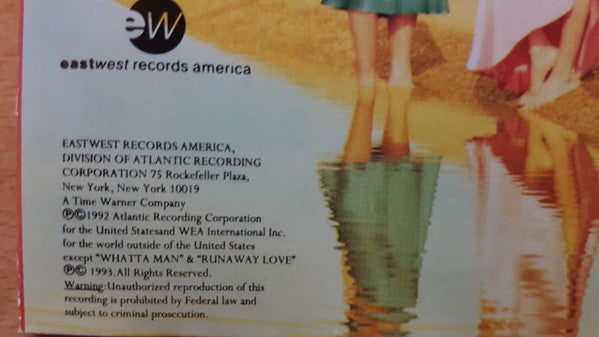 ew
eastwest records america
EASTWEST RECORDS AMERICA,
DIVISION OF ATLANTIC RECORDING
CORPORATION 75 Rockefeller Plaza,
New York, New York 10019
A Time Warner Company
Ⓟ©1992 Atlantic Recording Corporation
for the United Statesand WEA International Inc.
for the world outside of the United States
except "WHATTA MAN" & "RUNAWAY LOVE"
Ⓟ© 1993.All Rights Reserved.
Warning:Unauthorized reproduction of this
recording is prohibited by Federal law and
subject to criminal prosecution.